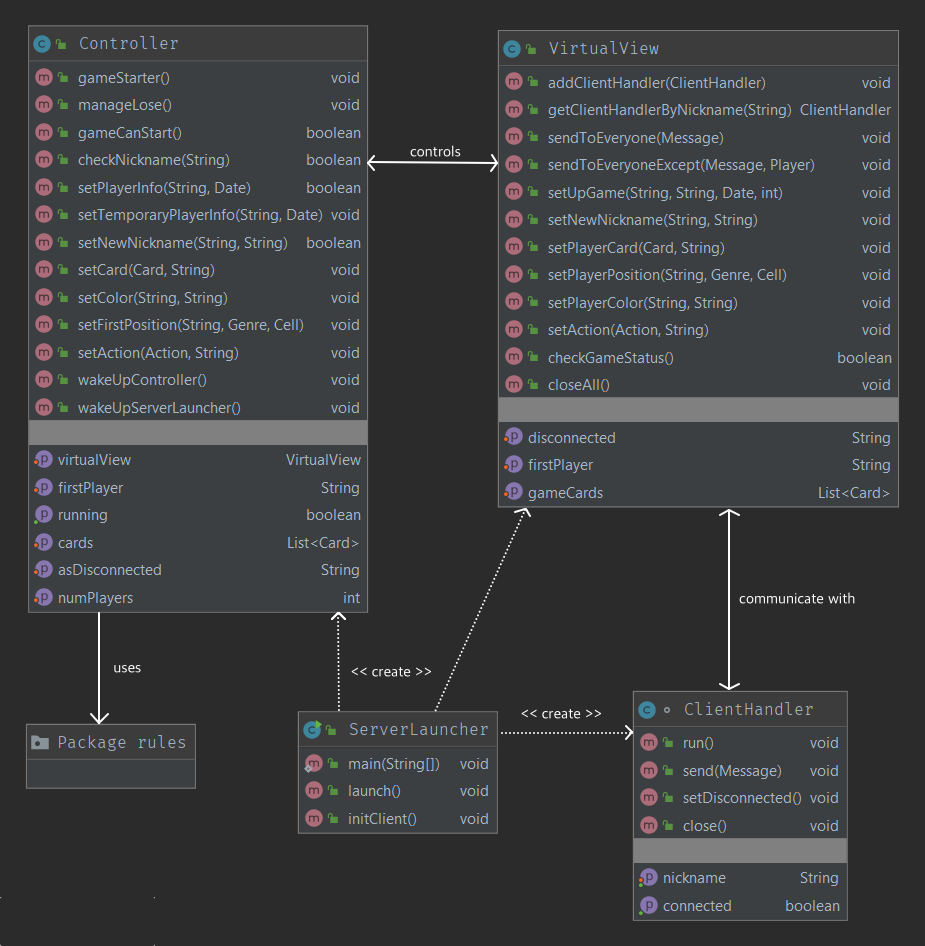 Controller
gameStarter() void
manageLose() void
gameCanStart() boolean
checkNickname(String) boolean
setPlayerInfo(String, Date) boolean
setTemporaryPlayerInfo(String, Date) void
setNewNickname(String, String) boolean
setCard(Card, String) void
setColor(String, String) void
setFirstPosition(String, Genre, Cell) void
setAction(Action, String) void
wakeUpController() void
wakeUpServerLauncher() void
virtualView VirtualView
firstPlayer String
running boolean
cards List<Card>
asDisconnected String
numPlayers int
controls
VirtualView
addClientHandler(ClientHandler) void
getClientHandlerByNickname(String) ClientHandler
sendToEveryone(Message) void
sendToEveryoneExcept(Message, Player) void
setUpGame(String, String, Date, int) void
setNewNickname(String, String) void
setPlayerCard(Card, String) void
setPlayerPosition(String, Genre, Cell) void
setPlayerColor(String, String) void
setAction(Action, String) void
checkGameStatus() boolean
closeAll() void
disconnected String
firstPlayer String
gameCards List<Card>
communicate with
uses
<< create >>
<< create >>
Package rules
ServerLauncher
main(String[]) void
launch() void
initClient() void
ClientHandler
run() void
send(Message) void
setDisconnected() void
close() void
nickname String
connected boolean